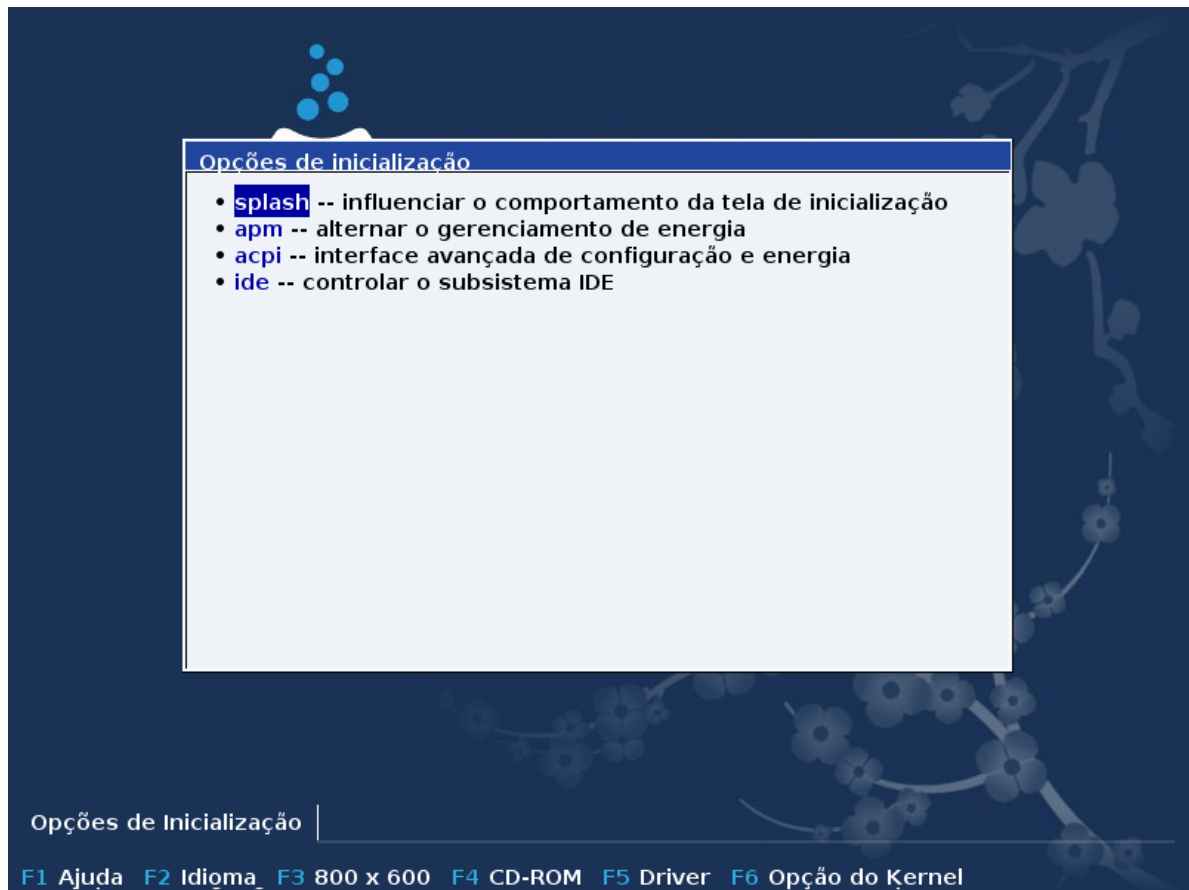 Opções de inicialização
• splash -- influenciar o comportamento da tela de inicialização
• apm -- alternar o gerenciamento de energia
• acpi -- interface avançada de configuração e energia
• ide -- controlar o subsistema IDE
Opções de Inicialização
F1 Ajuda F2 Idioma F3 800 x 600 F4 CD-ROM F5 Driver F6 Opção do Kernel